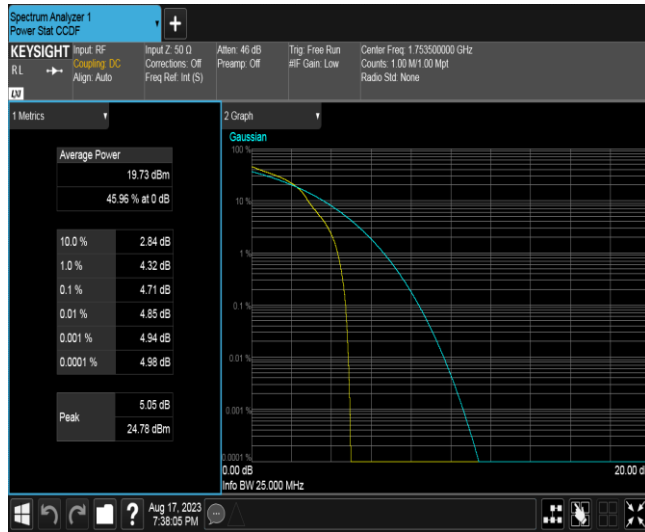 Spectrum Analyzer 1
Power Stat CCDF
+
KEYSIGHT
RL
LXI
Input: RF
Coupling: DC
Align: Auto
Input Z: 50 Ω
Corrections: Off
Freq Ref: Int (S)
Atten: 46 dB
Preamp: Off
Trig: Free Run
#IF Gain: Low
Center Freq: 1.753500000 GHz
Counts: 1.00 M/1.00 Mpt
Radio Std: None
1 Metrics
Average Power
19.73 dBm
45.96 % at 0 dB
10.0 % 2.84 dB
1.0 % 4.32 dB
0.1 % 4.71 dB
0.01 % 4.85 dB
0.001 % 4.94 dB
0.0001 % 4.98 dB
Peak
5.05 dB
24.78 dBm
2 Graph
Gaussian
100 %
10 %
1 %
0.1 %
0.01 %
0.001 %
0.0001 %
0.00 dB 20.00 d
Info BW 25.000 MHz
?
Aug 17, 2023
7:38:05 PM